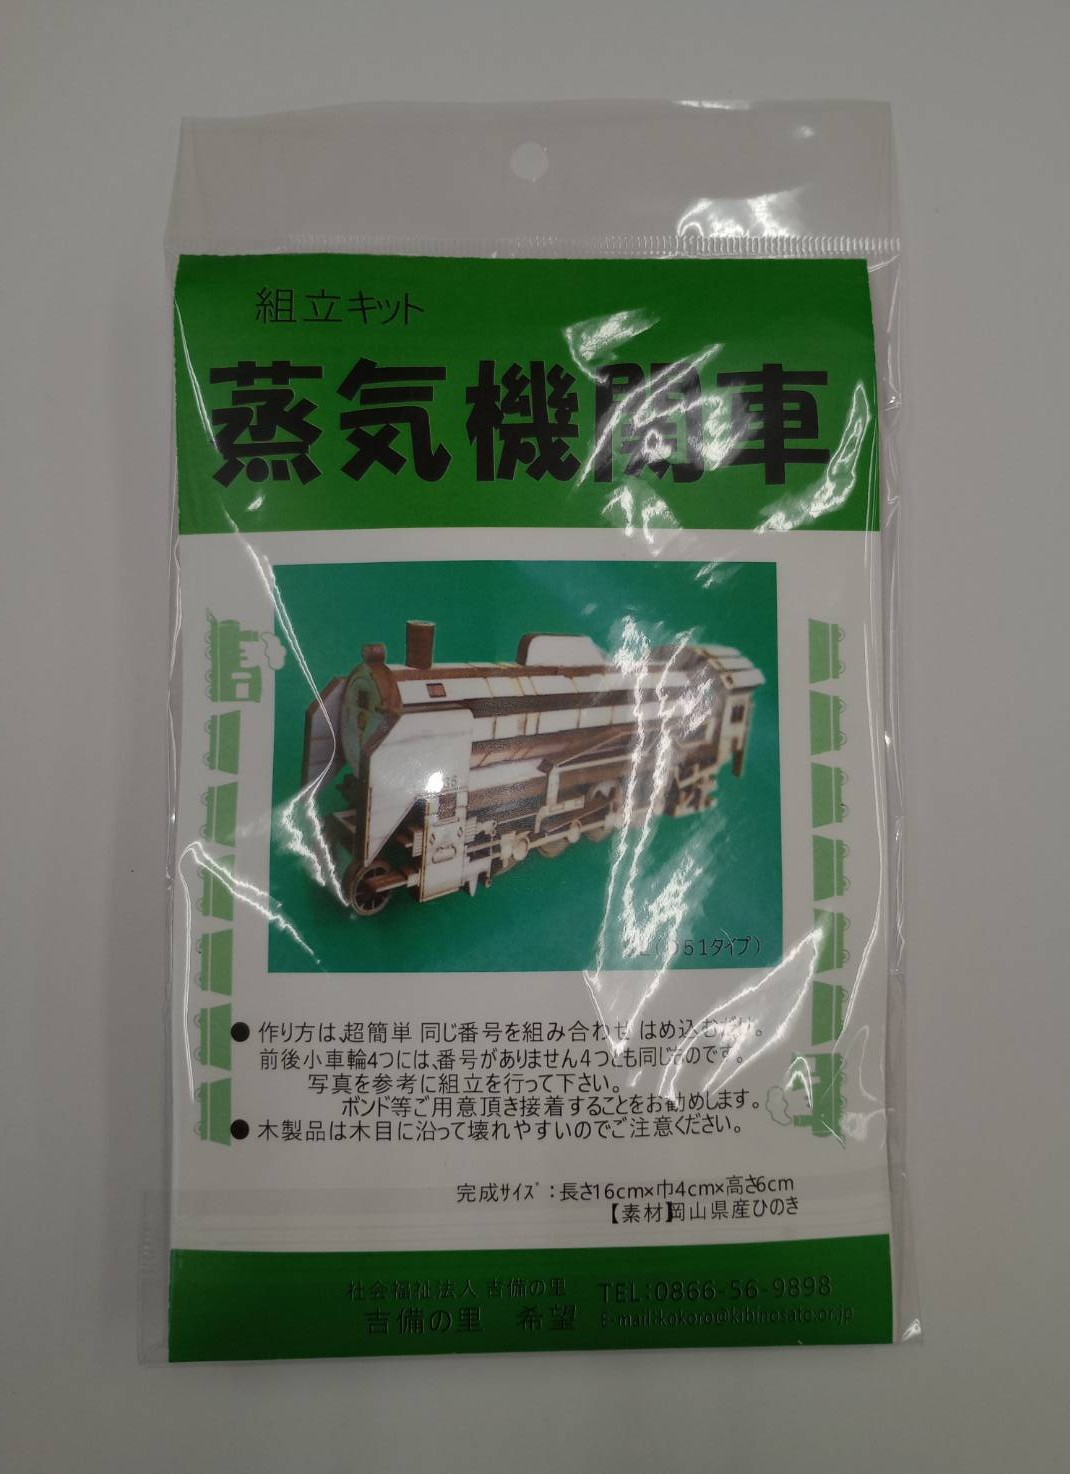 組立キット
蒸気機関車
51タイプ)
● 作り方は、超簡単 同じ番号を組み合わせ はめ込むだけ。
前後小車輪4つには、番号がありません4つとも同じものです。
写真を参考に組立を行って下さい。
ボンド等ご用意頂き接着することをお勧めします。
● 木製品は木目に沿って壊れやすいのでご注意ください。
完成サイズ:長さ16cm×巾4cm×高さ6cm
【素材】岡山県産ひのき
社会福祉法人 吉備の里
吉備の里 希望
TEL:0866-56-9898
E-mail:kokoro@kibinosato.or.jp